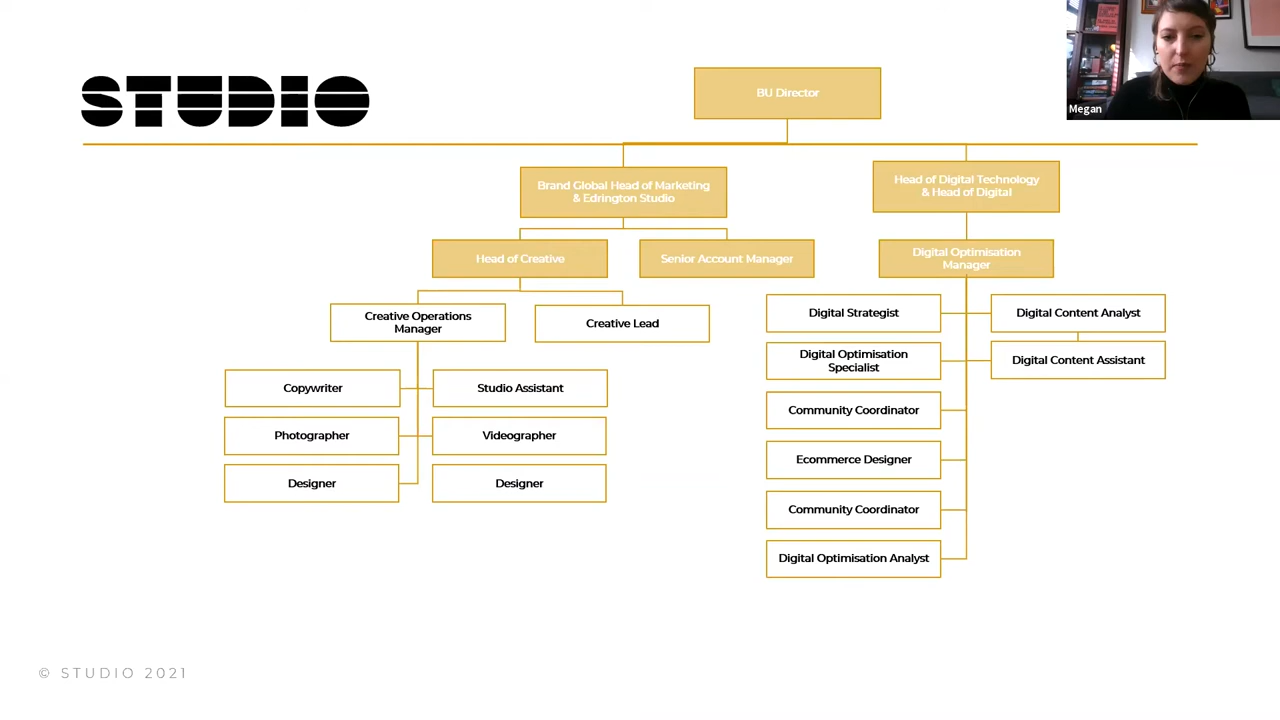 STUDIO
BU Director
Megan
Brand Global Head of Marketing
& Edrington Studio
Head of Digital Technology
& Head of Digital
Head of Creative
Senior Account Manager
Digital Optimisation
Manager
Creative Operations
Manager
Creative Lead
Copywriter
Studio Assistant
Photographer
Videographer
Designer
Designer
Digital Strategist
Digital Content Analyst
Digital Optimisation
Specialist
Digital Content Assistant
Community Coordinator
Ecommerce Designer
Community Coordinator
Digital Optimisation Analyst
© STUDIO 2021